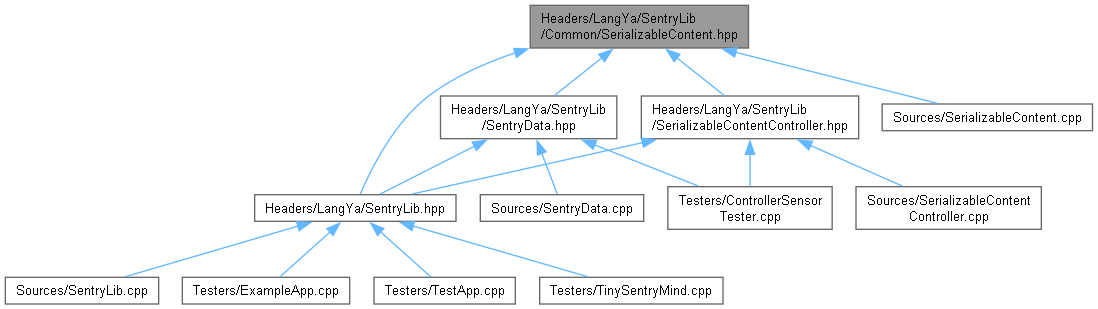 Headers/LangYa/SentryLib
/Common/SerializableContent.hpp
Headers/LangYa/SentryLib
/SentryData.hpp
Headers/LangYa/SentryLib
/SerializableContentController.hpp
Sources/SerializableContent.cpp
Headers/LangYa/SentryLib.hpp
Sources/SentryData.cpp
Testers/ControllerSensor
Tester.cpp
Sources/SerializableContent
Controller.cpp
Sources/SentryLib.cpp
Testers/ExampleApp.cpp
Testers/TestApp.cpp
Testers/TinySentryMind.cpp